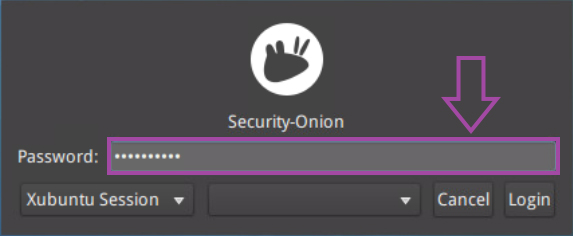 Security-Onion
Password: ••••••••••
Xubuntu Session Cancel Login